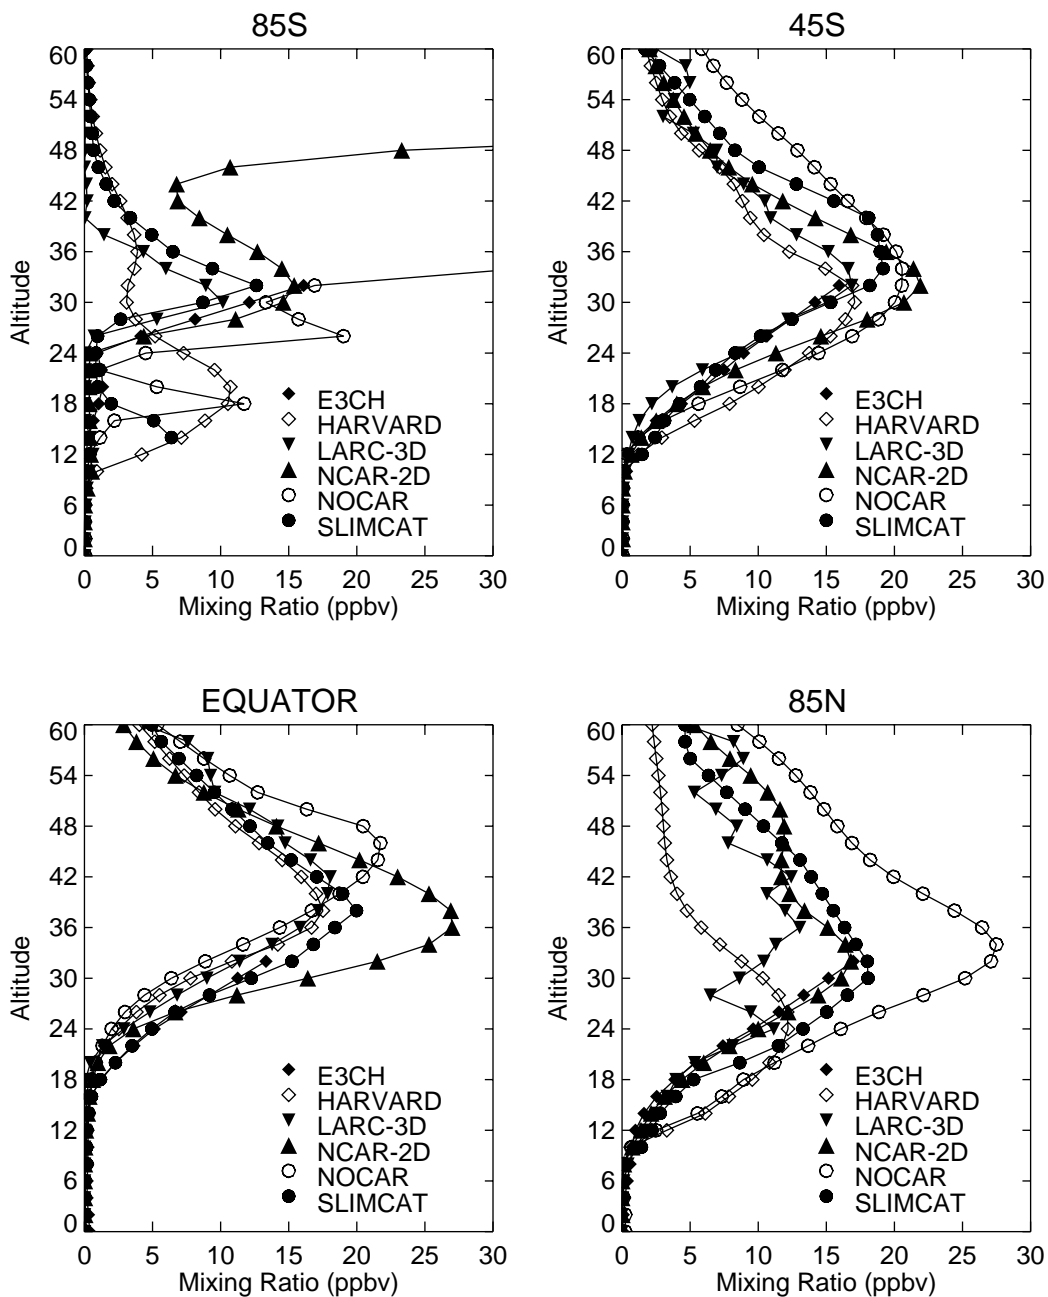 85S
60
54
48
42
36
30
24
18
12
6
0
Altitude
E3CH
HARVARD
LARC-3D
NCAR-2D
NOCAR
SLIMCAT
0 5 10 15 20 25 30
Mixing Ratio (ppbv)
45S
60
54
48
42
36
30
24
18
12
6
0
Altitude
E3CH
HARVARD
LARC-3D
NCAR-2D
NOCAR
SLIMCAT
0 5 10 15 20 25 30
Mixing Ratio (ppbv)
EQUATOR
60
54
48
42
36
30
24
18
12
6
0
Altitude
E3CH
HARVARD
LARC-3D
NCAR-2D
NOCAR
SLIMCAT
0 5 10 15 20 25 30
Mixing Ratio (ppbv)
85N
60
54
48
42
36
30
24
18
12
6
0
Altitude
E3CH
HARVARD
LARC-3D
NCAR-2D
NOCAR
SLIMCAT
0 5 10 15 20 25 30
Mixing Ratio (ppbv)